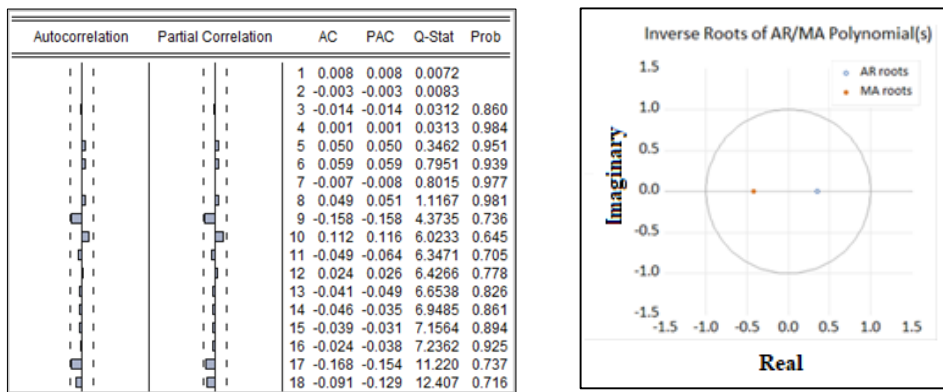 Autocorrelation Partial Correlation AC PAC Q-Stat Prob
1 0.008 0.008 0.0072
2 -0.003 -0.003 0.0083
3 -0.014 -0.014 0.0312 0.860
4 0.001 0.001 0.0313 0.984
5 0.050 0.050 0.3462 0.951
6 0.059 0.059 0.7951 0.939
7 -0.007 -0.008 0.8015 0.977
8 0.049 0.051 1.1167 0.981
9 -0.158 -0.158 4.3735 0.736
10 0.112 0.116 6.0233 0.645
11 -0.049 -0.064 6.3471 0.705
12 0.024 0.026 6.4266 0.778
13 -0.041 -0.049 6.6538 0.826
14 -0.046 -0.035 6.9485 0.861
15 -0.039 -0.031 7.1564 0.894
16 -0.024 -0.038 7.2362 0.925
17 -0.168 -0.154 11.220 0.737
18 -0.091 -0.129 12.407 0.716
Inverse Roots of AR/MA Polynomial(s)
AR roots
MA roots
1.5
1.0
0.5
0.0
-0.5
-1.0
-1.5
Imaginary
-1.5 -1.0 -0.5 0.0 0.5 1.0 1.5
Real